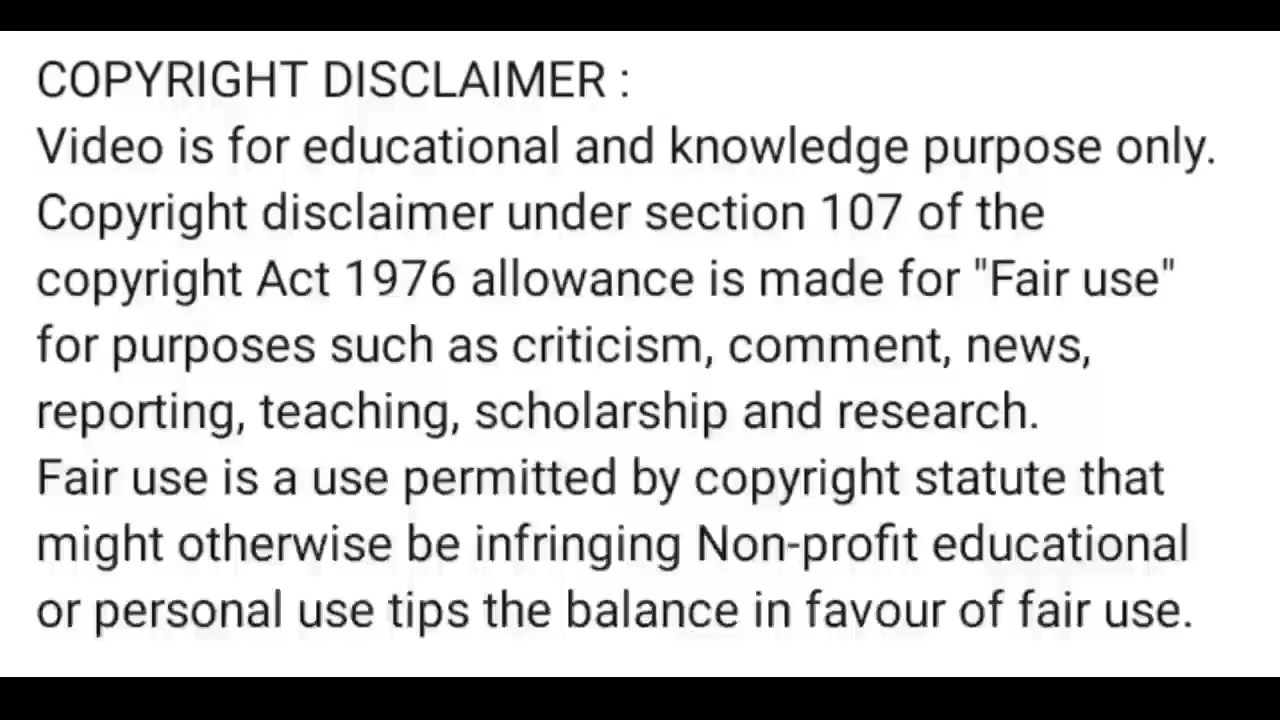 COPYRIGHT DISCLAIMER :
Video is for educational and knowledge purpose only.
Copyright disclaimer under section 107 of the
copyright Act 1976 allowance is made for "Fair use"
for purposes such as criticism, comment, news,
reporting, teaching, scholarship and research.
Fair use is a use permitted by copyright statute that
might otherwise be infringing Non-profit educational
or personal use tips the balance in favour of fair use.